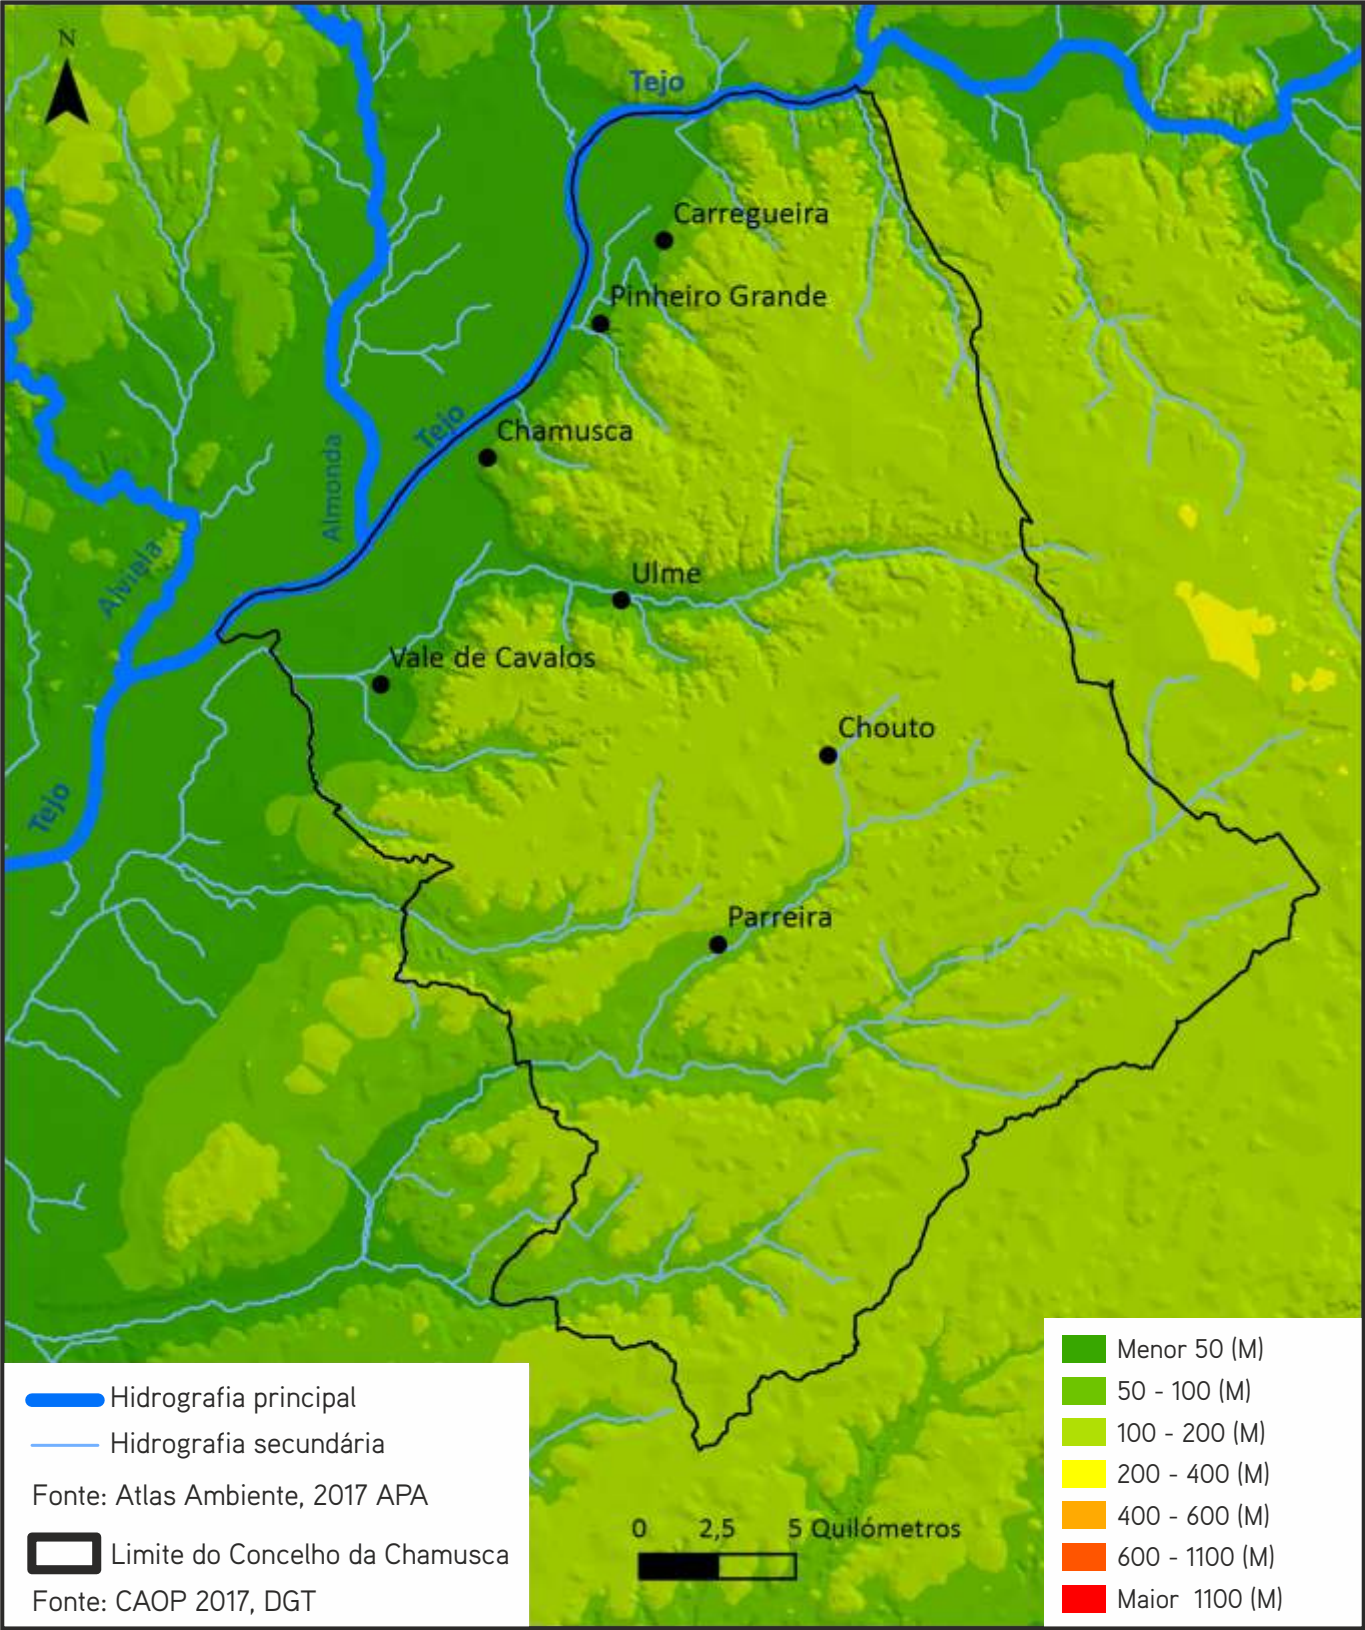 N
Tejo
Carregueira
Pinheiro Grande
Tejo
Chamusca
Almonda
Alviela
Ulme
Vale de Cavalos
Chouto
Tejo
Parreira
Hidrografia principal
Hidrografia secundária
Fonte: Atlas Ambiente, 2017 APA
Limite do Concelho da Chamusca
Fonte: CAOP 2017, DGT
0 2,5 5 Quilómetros
Menor 50 (M)
50 - 100 (M)
100 - 200 (M)
200 - 400 (M)
400 - 600 (M)
600 - 1100 (M)
Maior 1100 (M)